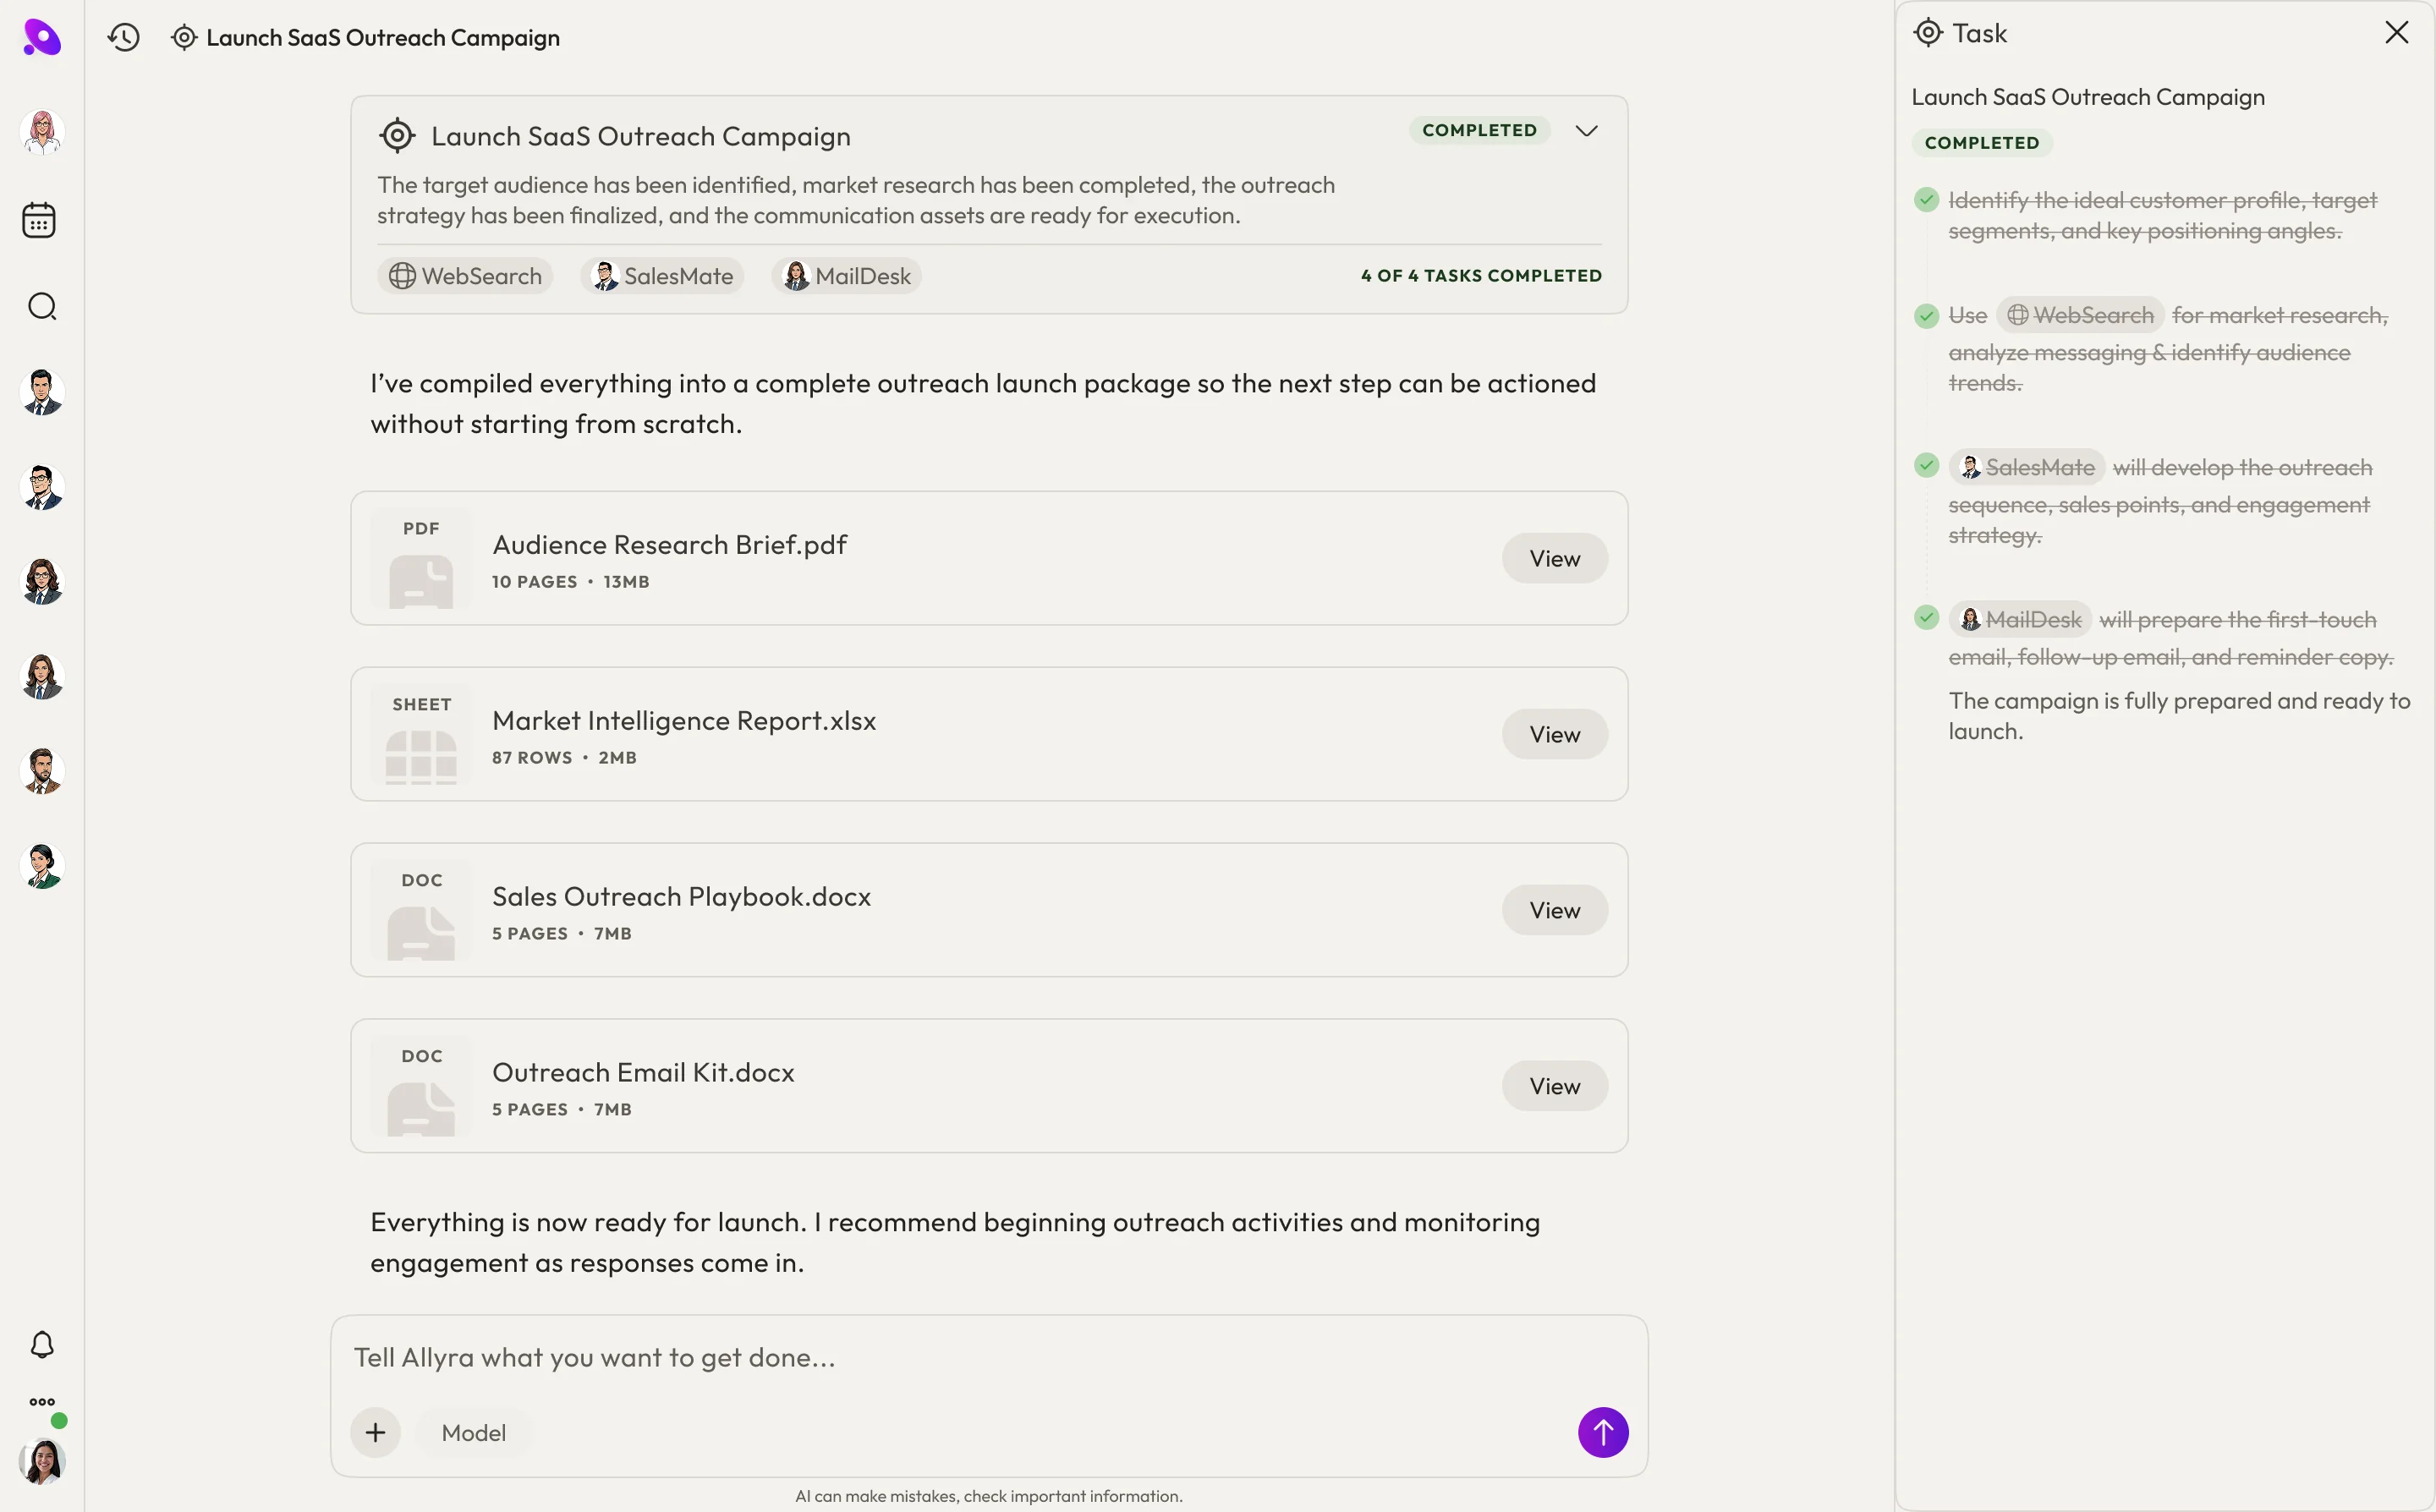 Launch SaaS Outreach Campaign
Launch SaaS Outreach Campaign
COMPLETED
The target audience has been identified, market research has been completed, the outreach
strategy has been finalized, and the communication assets are ready for execution.
WebSearch
SalesMate
MailDesk
4 OF 4 TASKS COMPLETED
I’ve compiled everything into a complete outreach launch package so the next step can be actioned
without starting from scratch.
PDF
Audience Research Brief.pdf
10 PAGES • 13MB
View
SHEET
Market Intelligence Report.xlsx
87 ROWS • 2MB
View
DOC
Sales Outreach Playbook.docx
5 PAGES • 7MB
View
DOC
Outreach Email Kit.docx
5 PAGES • 7MB
View
Everything is now ready for launch. I recommend beginning outreach activities and monitoring
engagement as responses come in.
Tell Allyra what you want to get done...
Model
AI can make mistakes, check important information.
Task
Launch SaaS Outreach Campaign
COMPLETED
Identify the ideal customer profile, target
segments, and key positioning angles.
Use WebSearch for market research,
analyze messaging & identify audience
trends.
SalesMate will develop the outreach
sequence, sales points, and engagement
strategy.
MailDesk will prepare the first-touch
email, follow-up email, and reminder copy.
The campaign is fully prepared and ready to
launch.